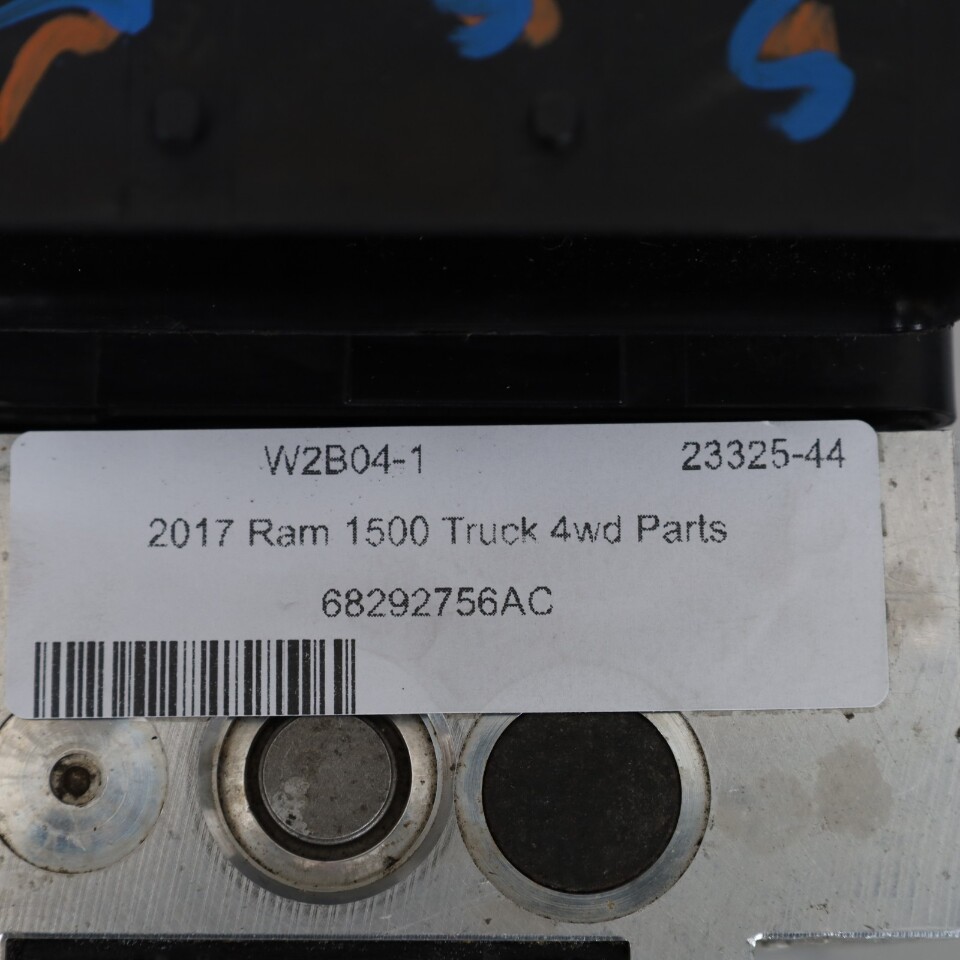 W2B04-1 23325-44
2017 Ram 1500 Truck 4wd Parts
68292756AC